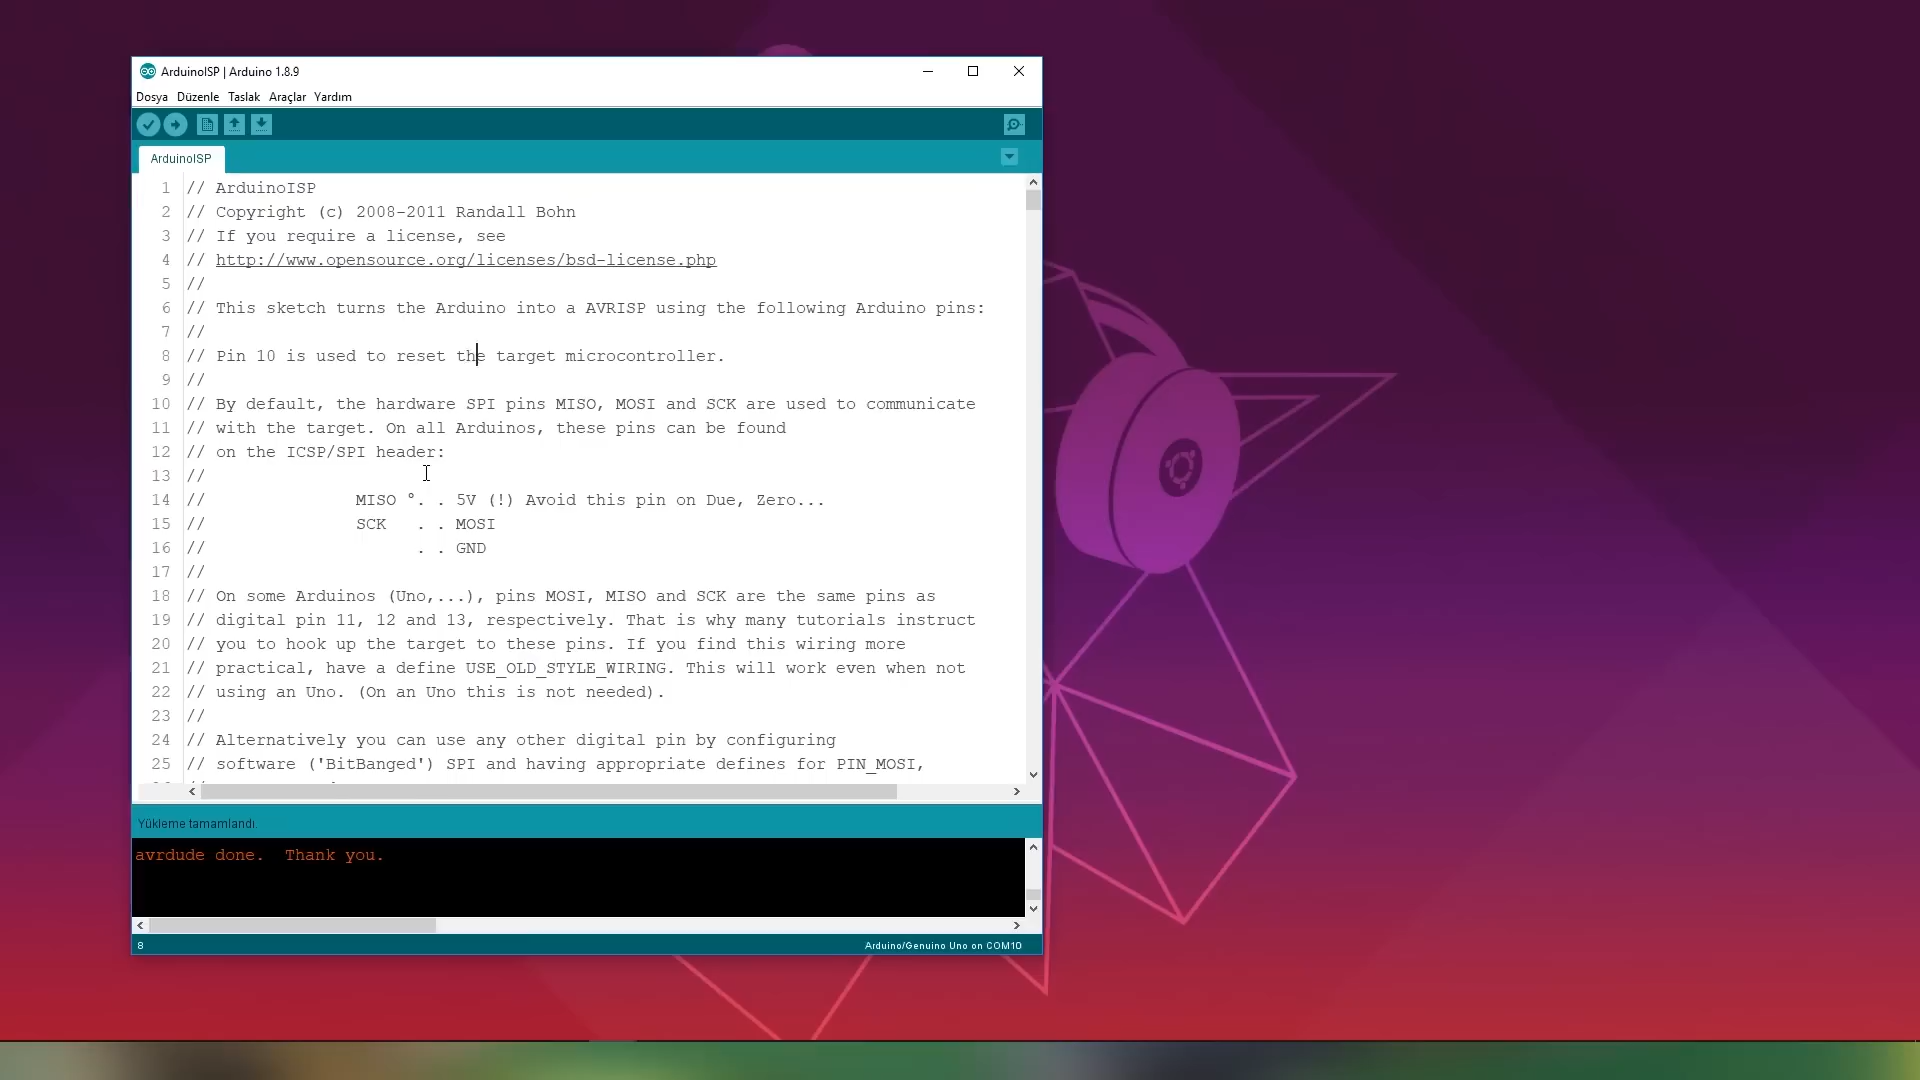 ArduinoISP | Arduino 1.8.9
Dosya Düzenle Taslak Araçlar Yardım
ArduinoISP
1 // ArduinoISP
2 // Copyright (c) 2008-2011 Randall Bohn
3 // If you require a license, see
4 // http://www.opensource.org/licenses/bsd-license.php
5 //
6 // This sketch turns the Arduino into a AVRISP using the following Arduino pins:
7 //
8 // Pin 10 is used to reset the target microcontroller.
9 //
10 // By default, the hardware SPI pins MISO, MOSI and SCK are used to communicate
11 // with the target. On all Arduinos, these pins can be found
12 // on the ICSP/SPI header:
13 //
14 // MISO °. . 5V (!) Avoid this pin on Due, Zero...
15 // SCK . . MOSI
16 // . . GND
17 //
18 // On some Arduinos (Uno,...), pins MOSI, MISO and SCK are the same pins as
19 // digital pin 11, 12 and 13, respectively. That is why many tutorials instruct
20 // you to hook up the target to these pins. If you find this wiring more
21 // practical, have a define USE_OLD_STYLE_WIRING. This will work even when not
22 // using an Uno. (On an Uno this is not needed).
23 //
24 // Alternatively you can use any other digital pin by configuring
25 // software ('BitBanged') SPI and having appropriate defines for PIN_MOSI,
Yükleme tamamlandı.
avrdude done. Thank you.
8 Arduino/Genuino Uno on COM10